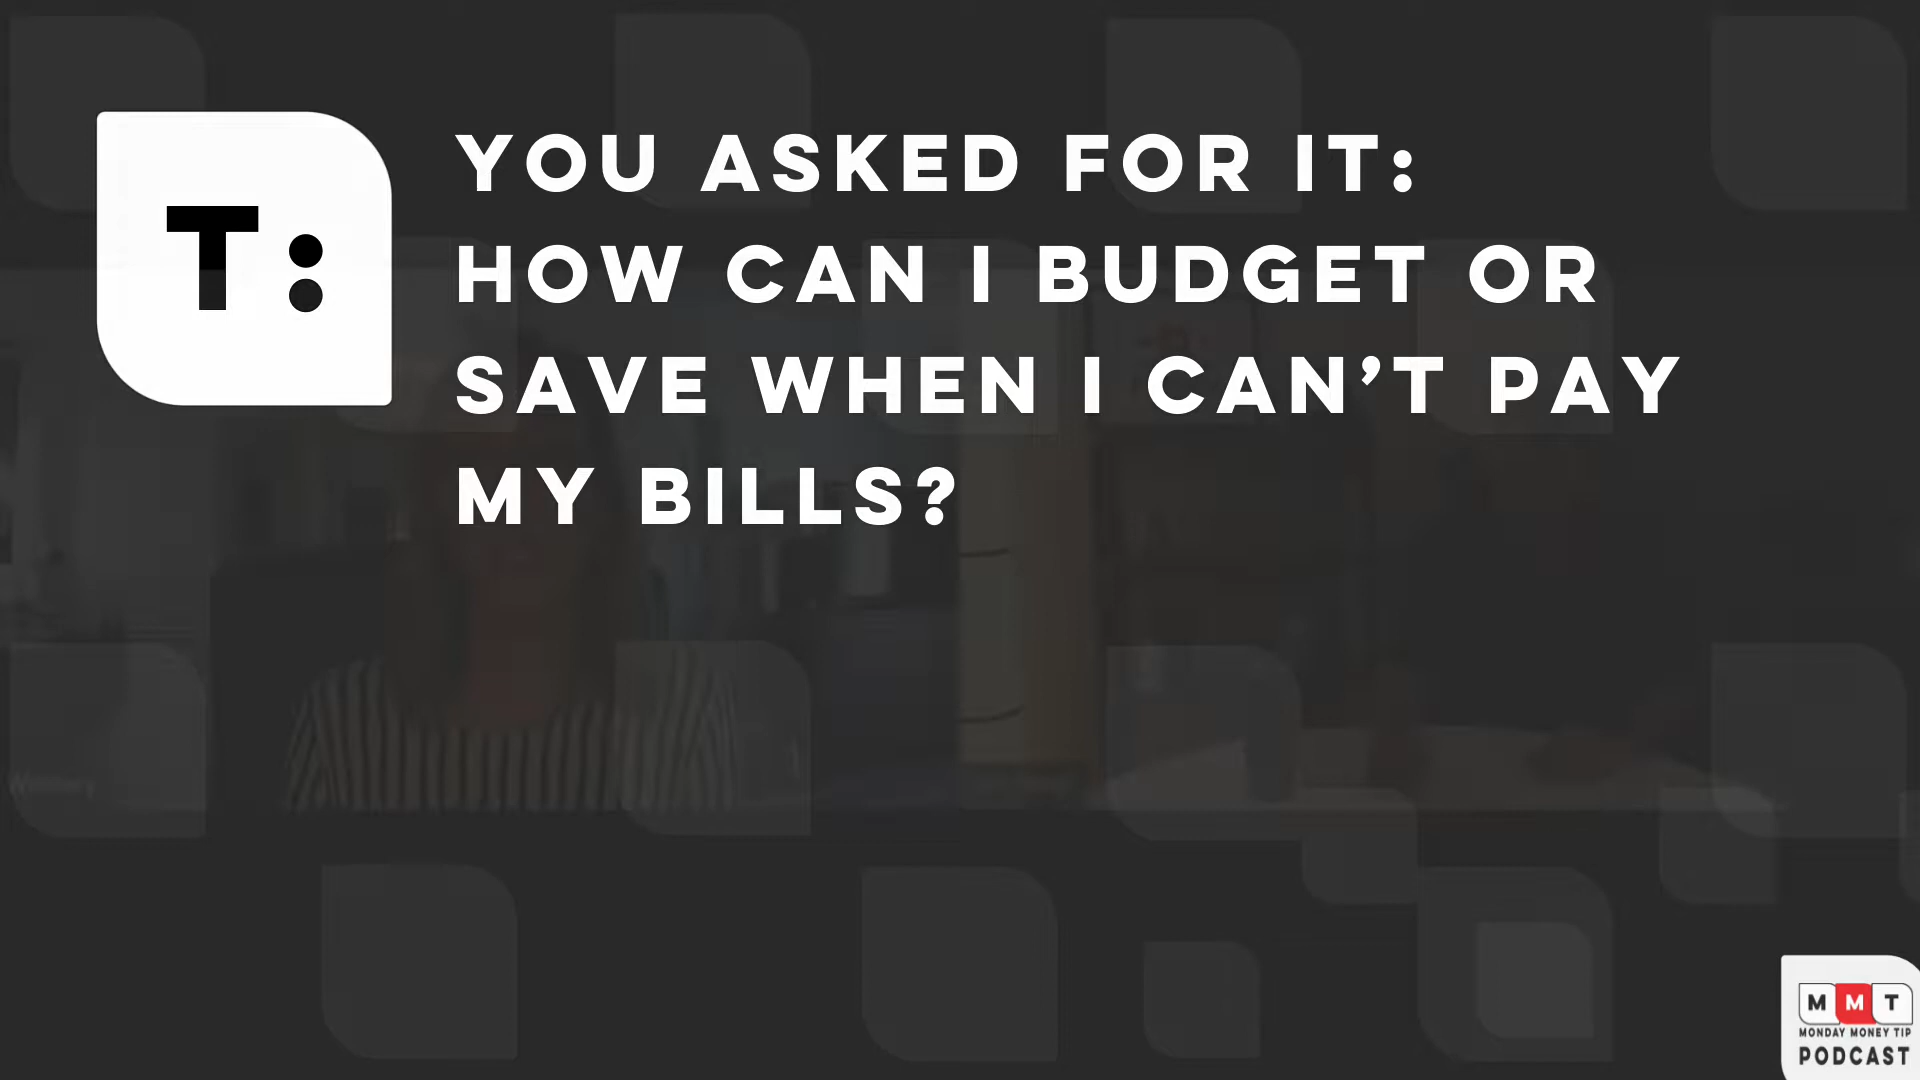 T:
YOU ASKED FOR IT:
HOW CAN I BUDGET OR
SAVE WHEN I CAN'T PAY
MY BILLS?
M M T
MONDAY MONEY TIP
PODCAST